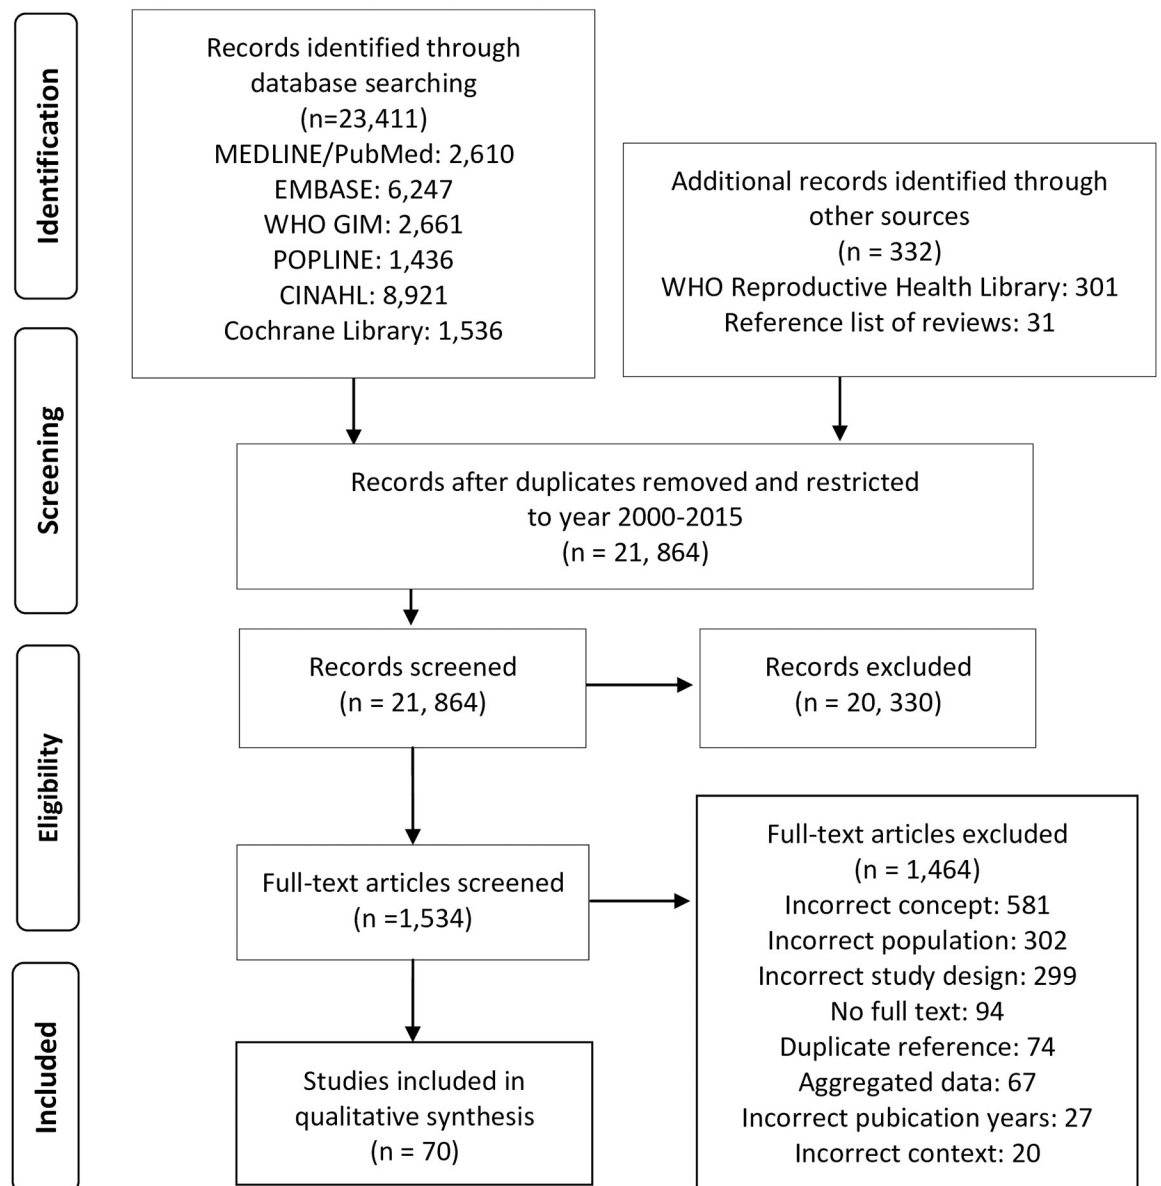 Identification
Records identified through
database searching
(n=23,411)
MEDLINE/PubMed: 2,610
EMBASE: 6,247
WHO GIM: 2,661
POPLINE: 1,436
CINAHL: 8,921
Cochrane Library: 1,536
Additional records identified through
other sources
(n = 332)
WHO Reproductive Health Library: 301
Reference list of reviews: 31
Screening
Records after duplicates removed and restricted
to year 2000-2015
(n = 21, 864)
Records screened
(n = 21, 864)
Records excluded
(n = 20, 330)
Eligibility
Full-text articles screened
(n =1,534)
Full-text articles excluded
(n = 1,464)
Incorrect concept: 581
Incorrect population: 302
Incorrect study design: 299
No full text: 94
Duplicate reference: 74
Aggregated data: 67
Incorrect pubication years: 27
Incorrect context: 20
Included
Studies included in
qualitative synthesis
(n = 70)